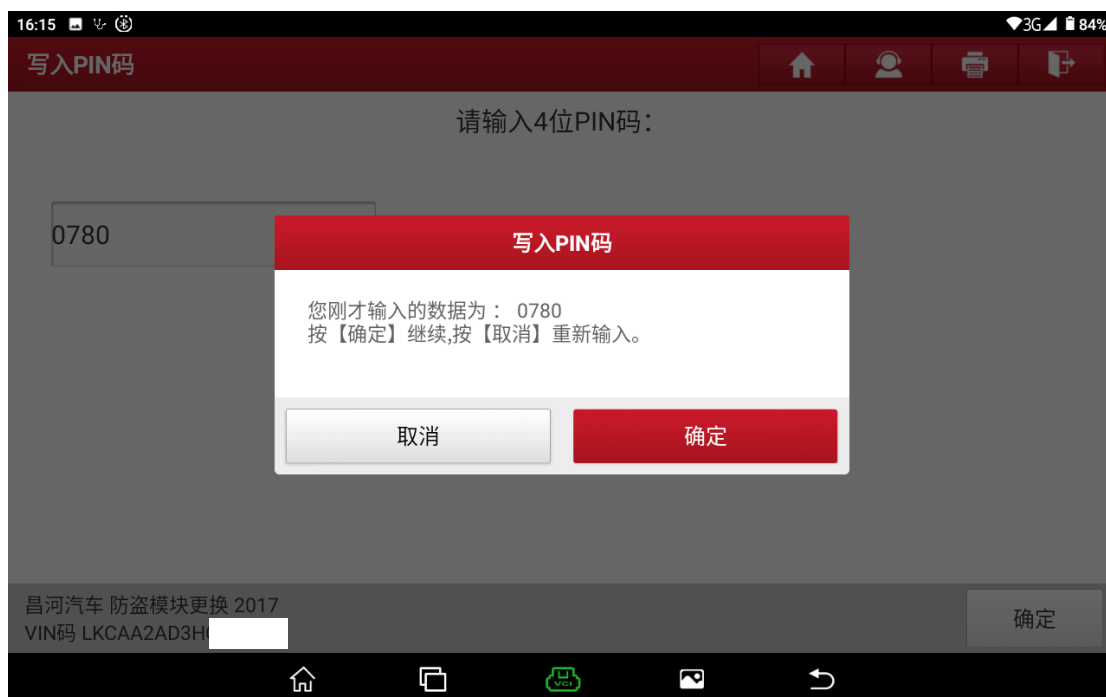 16:15
3G 84%
写入PIN码
请输入4位PIN码：
0780
写入PIN码
您刚才输入的数据为： 0780
按【确定】继续,按【取消】重新输入。
取消
确定
昌河汽车 防盗模块更换 2017
VIN码 LKCAA2AD3H
确定
VCI